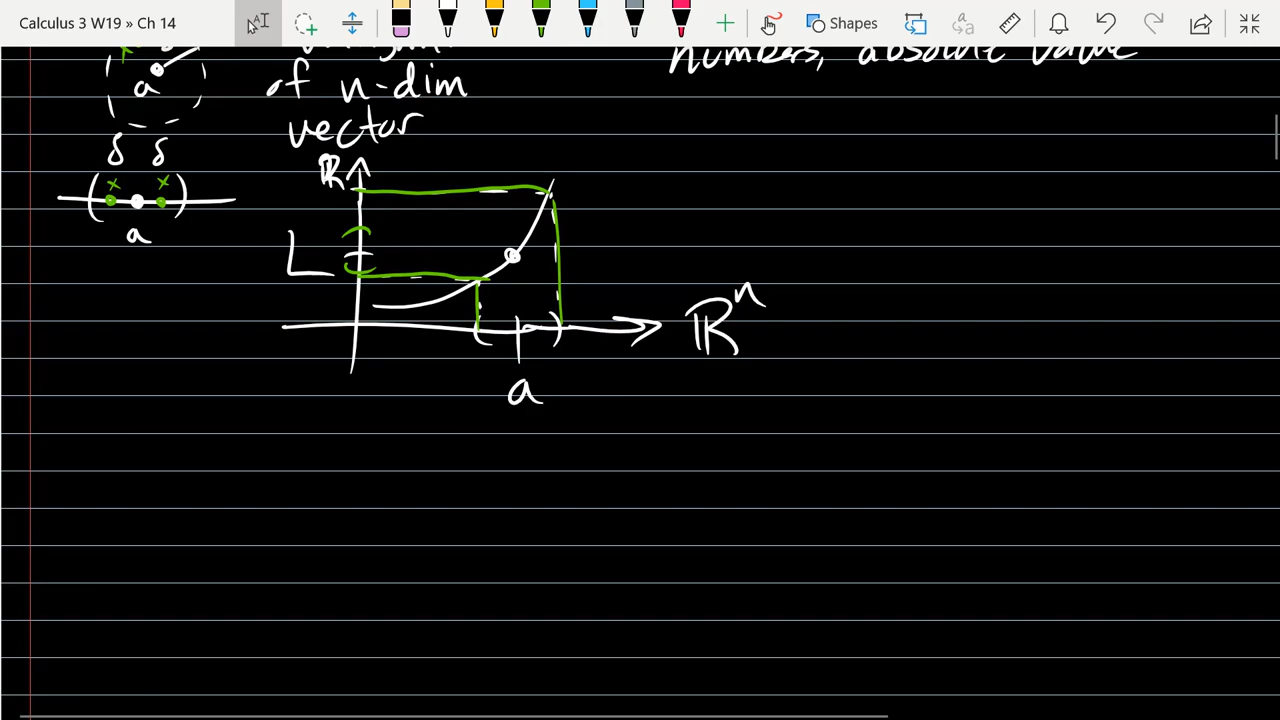 Calculus 3 W19 » Ch 14
Shapes
numbers, absolute value
a
of n-dim
vector
δ δ
x x
( )
a
ℝ
L
( )
ℝⁿ
a